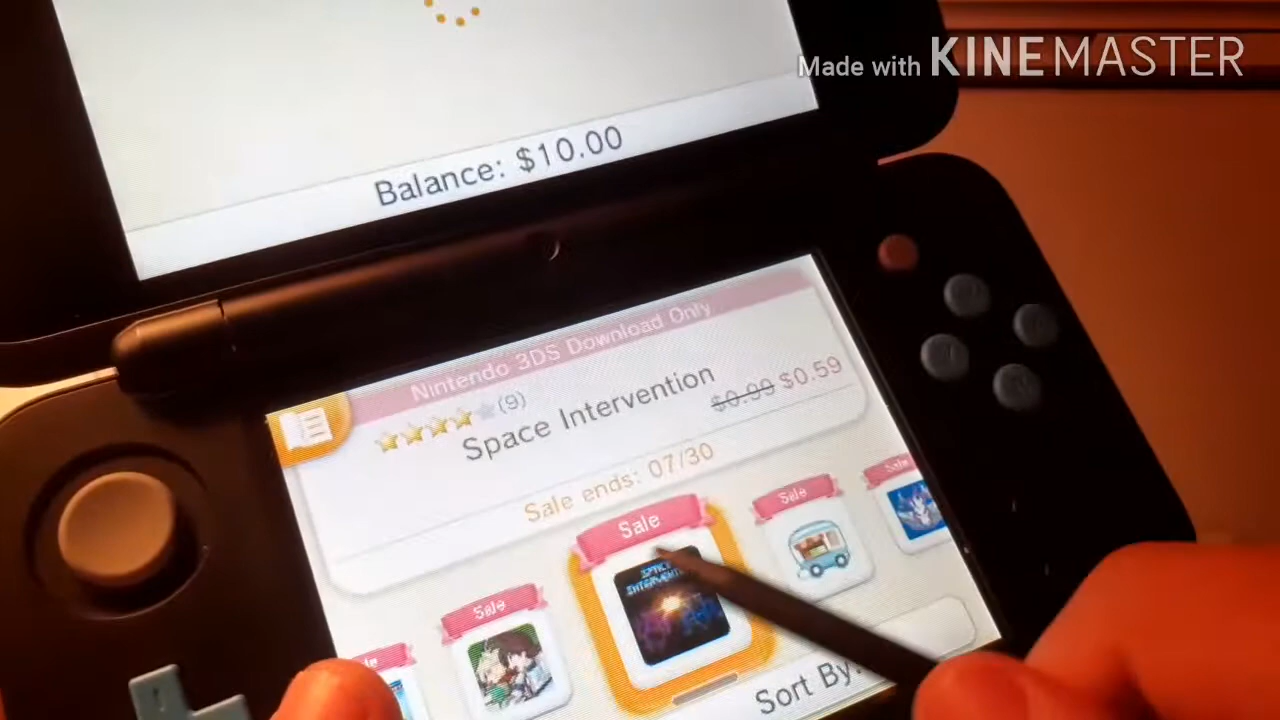 Made with KINEMASTER
Balance: $10.00
Nintendo 3DS Download Only
(9)
Space Intervention
$0.99 $0.59
Sale ends: 07/30
Sale
Sale
Sale
Sale
SPACE
Sort By: